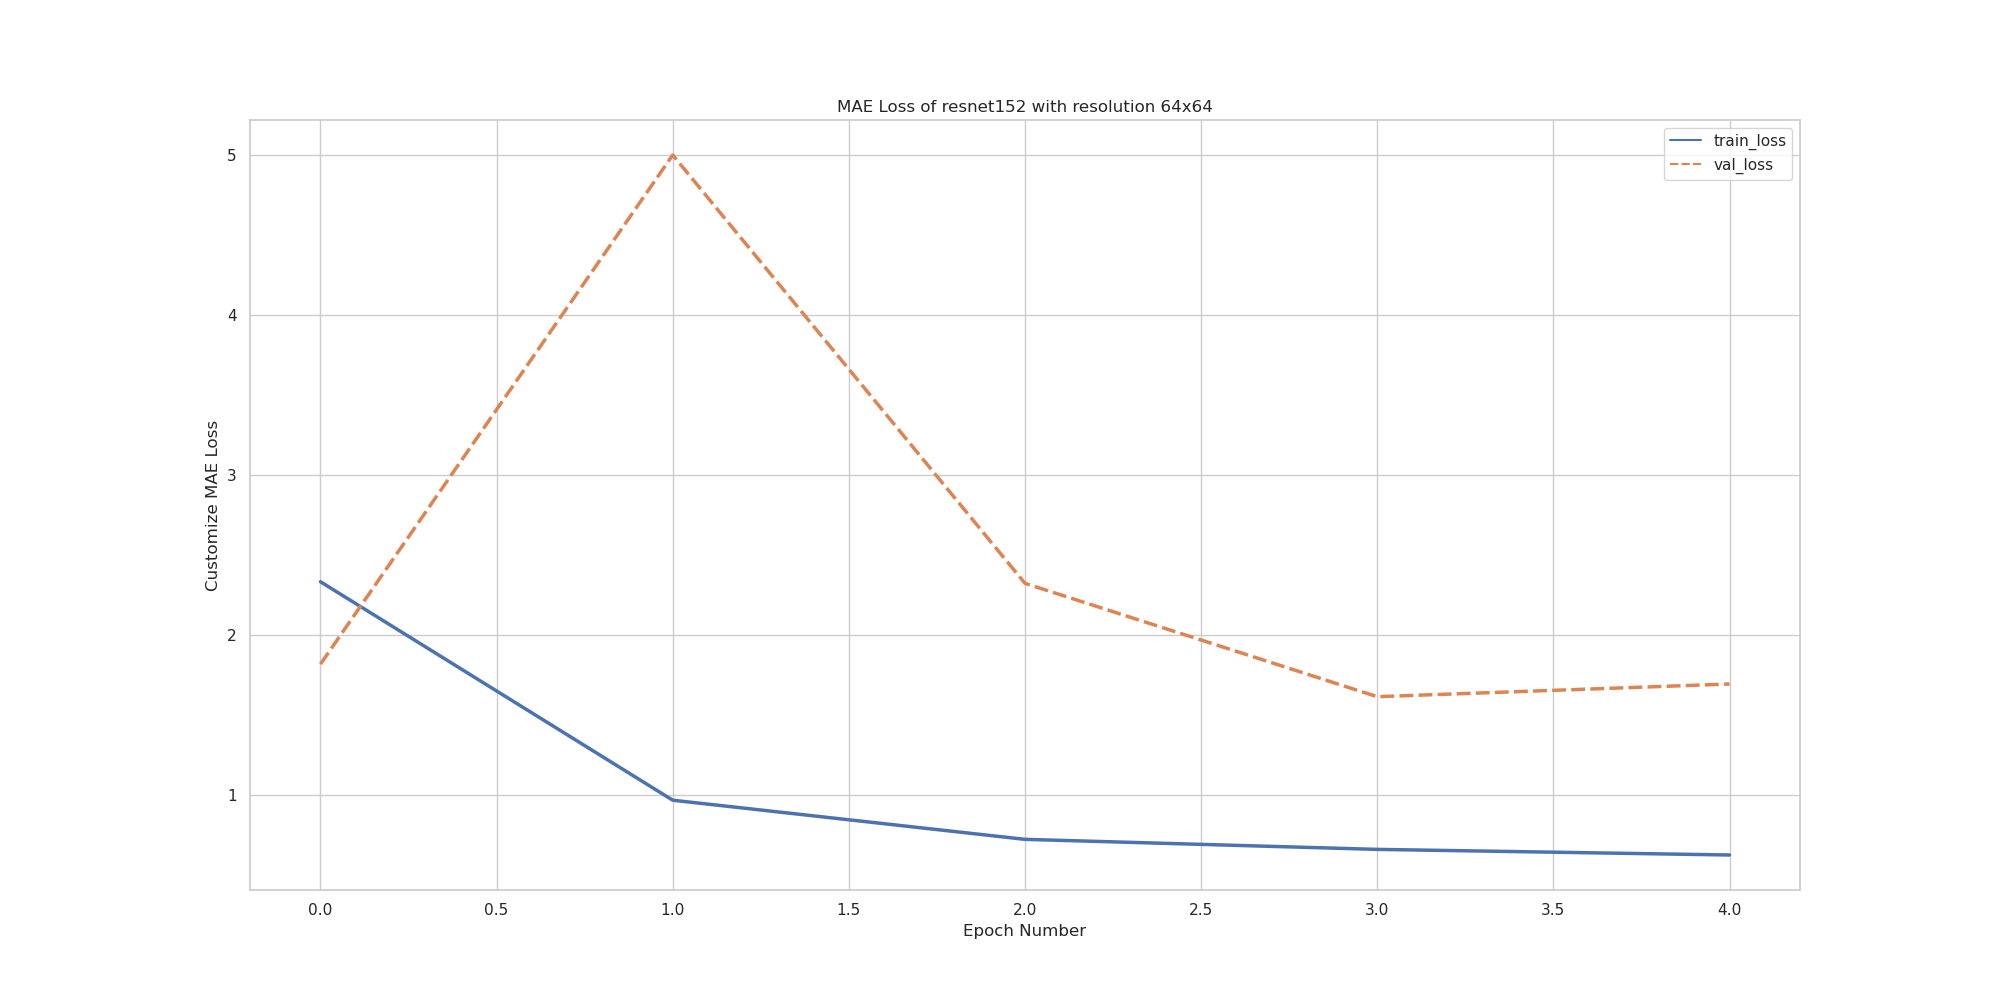 MAE Loss of resnet152 with resolution 64x64
train_loss
val_loss
5
4
3
2
1
Customize MAE Loss
0.0 0.5 1.0 1.5 2.0 2.5 3.0 3.5 4.0
Epoch Number